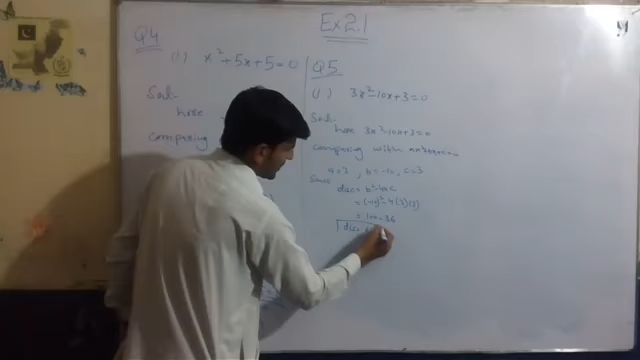 Ex 2.1
Q4
(i) x²+5x+5=0
Sol:
here
comparing
Q5
(i) 3x²-10x+3=0
Sol:
here 3x²-10x+3=0
comparing with ax²+bx+c=0
a=3, b=-10, c=3
Since
disc = b²-4ac
= (-10)²-4(3)(3)
= 100-36
disc = 6